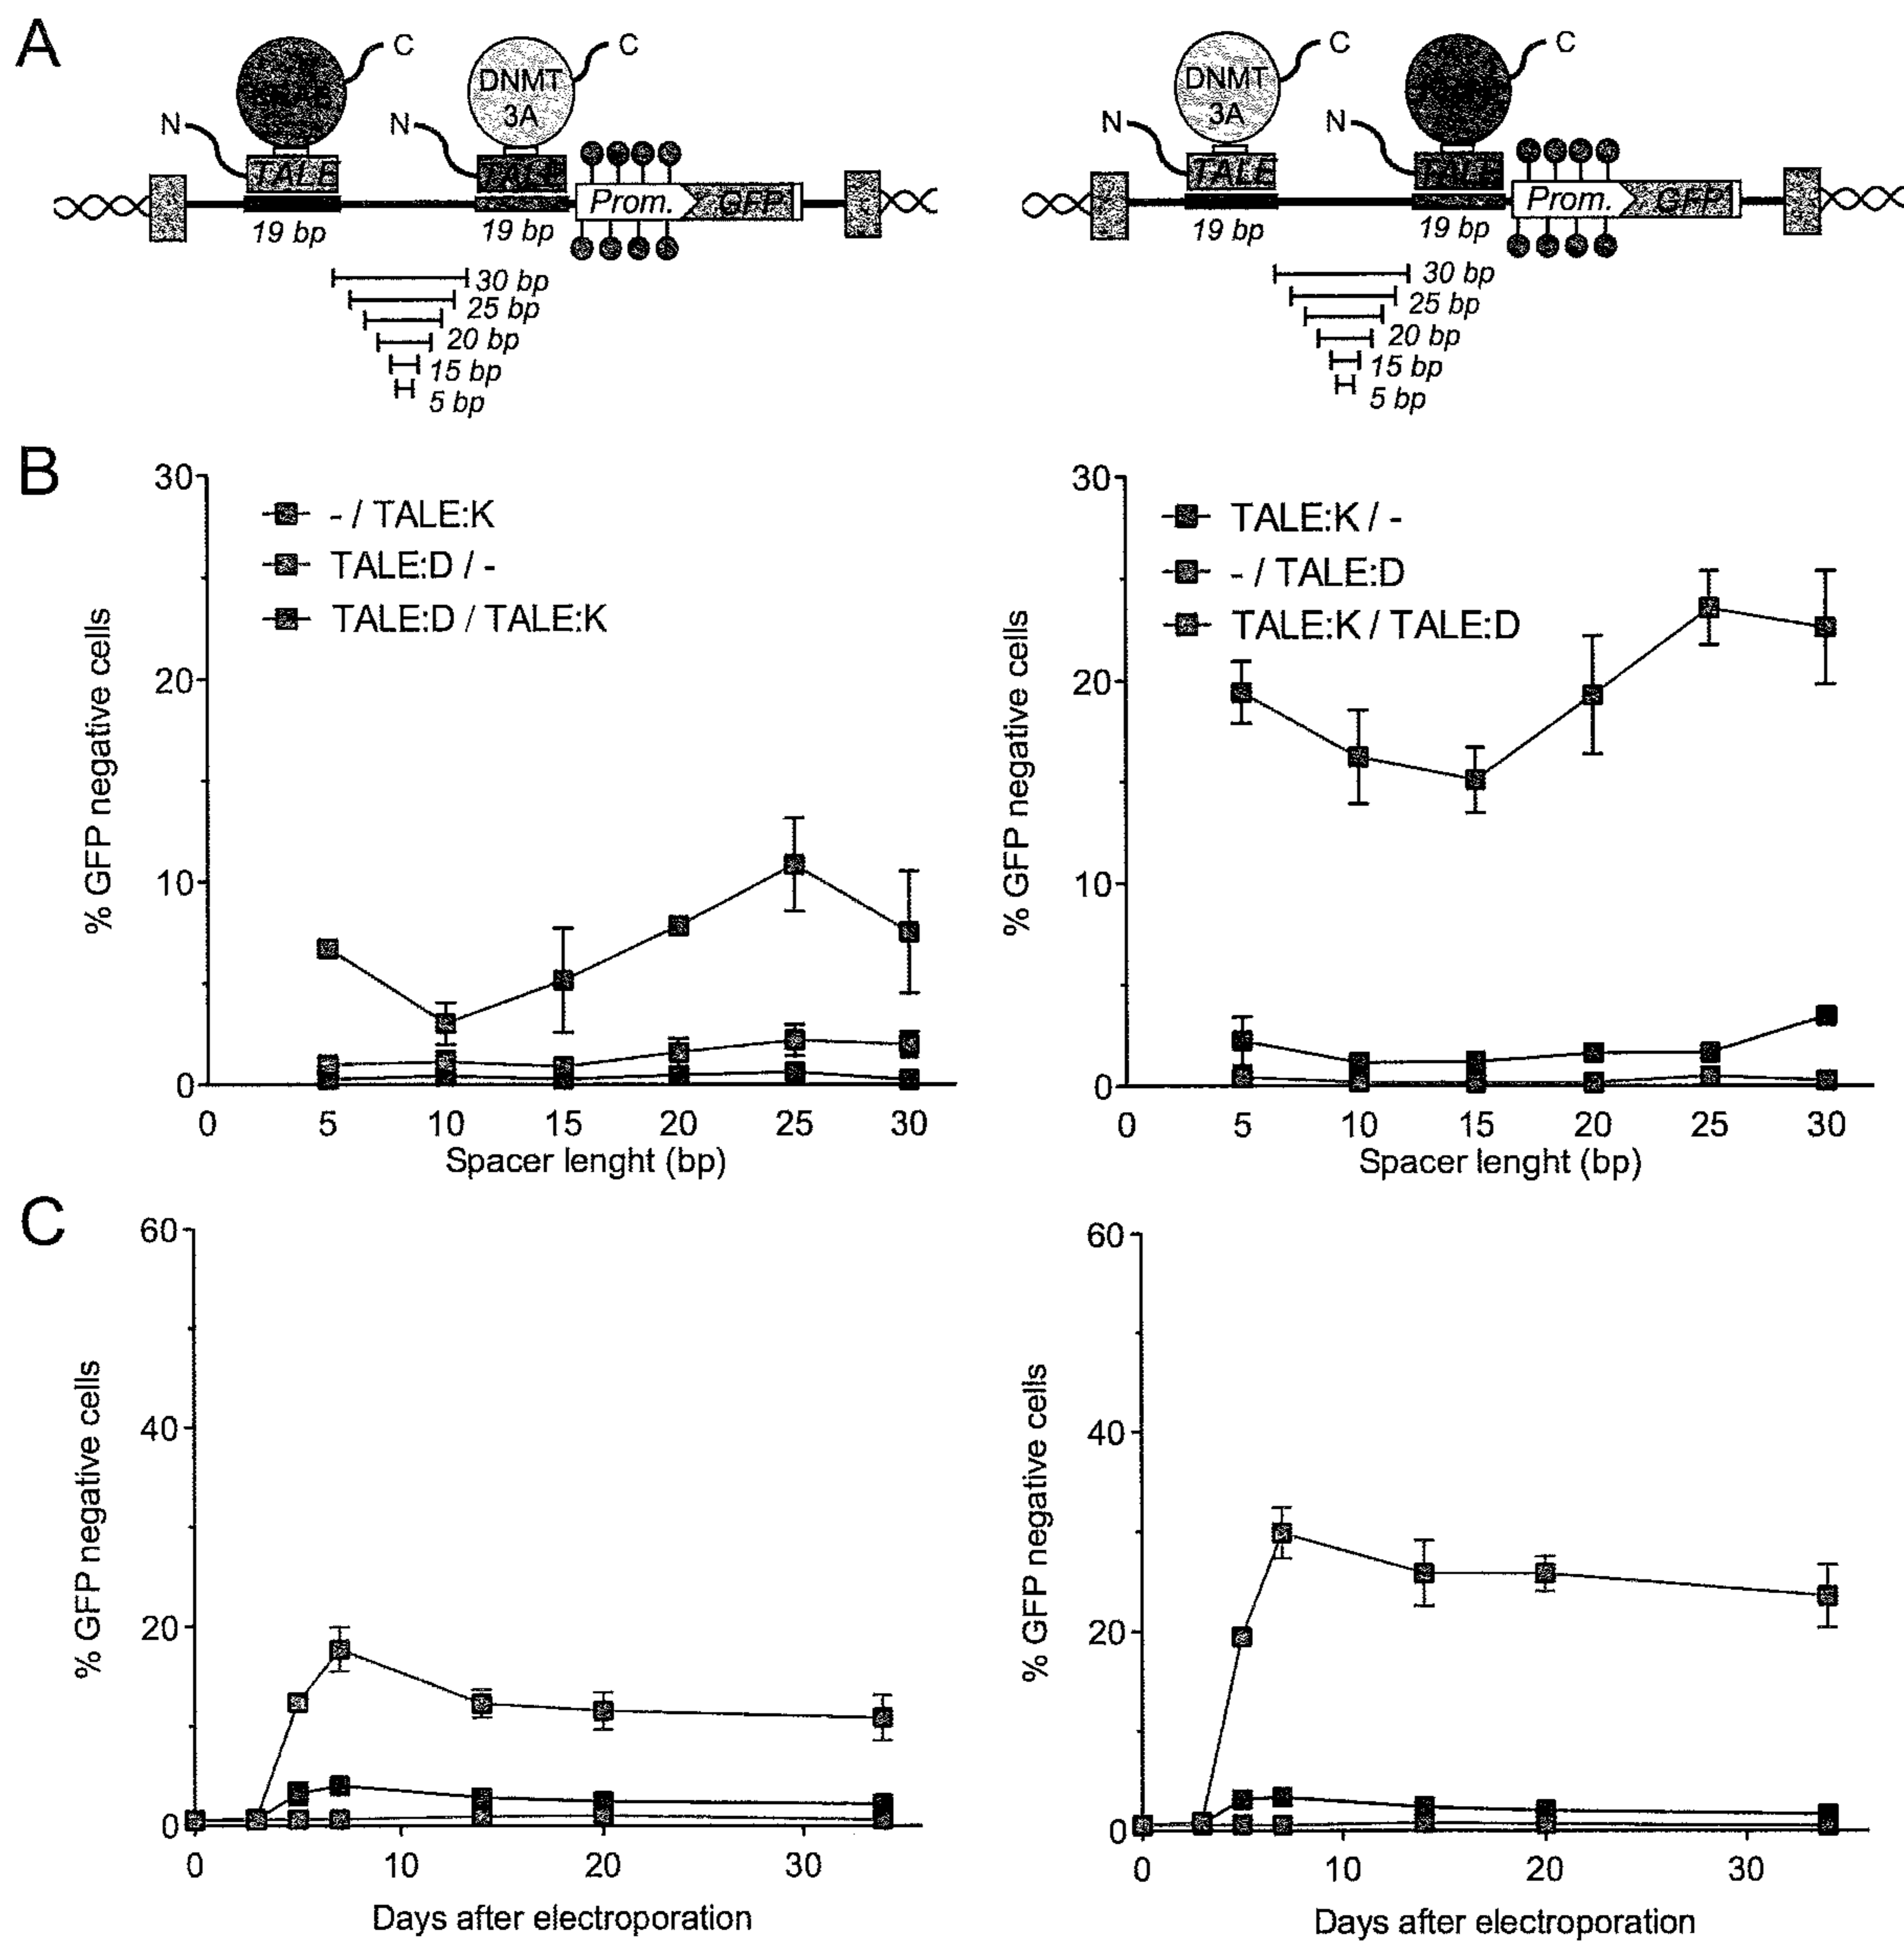 A
C
DNMT
3A
C
N
N
TALE
TALE
Prom.
GFP
19 bp
19 bp
30 bp
25 bp
20 bp
15 bp
5 bp
DNMT
3A
C
C
N
N
TALE
TALE
Prom.
GFP
19 bp
19 bp
30 bp
25 bp
20 bp
15 bp
5 bp
B
30
20
10
0
% GFP negative cells
- / TALE:K
TALE:D / -
TALE:D / TALE:K
0 5 10 15 20 25 30
Spacer lenght (bp)
30
20
10
0
% GFP negative cells
TALE:K / -
- / TALE:D
TALE:K / TALE:D
0 5 10 15 20 25 30
Spacer lenght (bp)
C
60
40
20
0
% GFP negative cells
0 10 20 30
Days after electroporation
60
40
20
0
% GFP negative cells
0 10 20 30
Days after electroporation